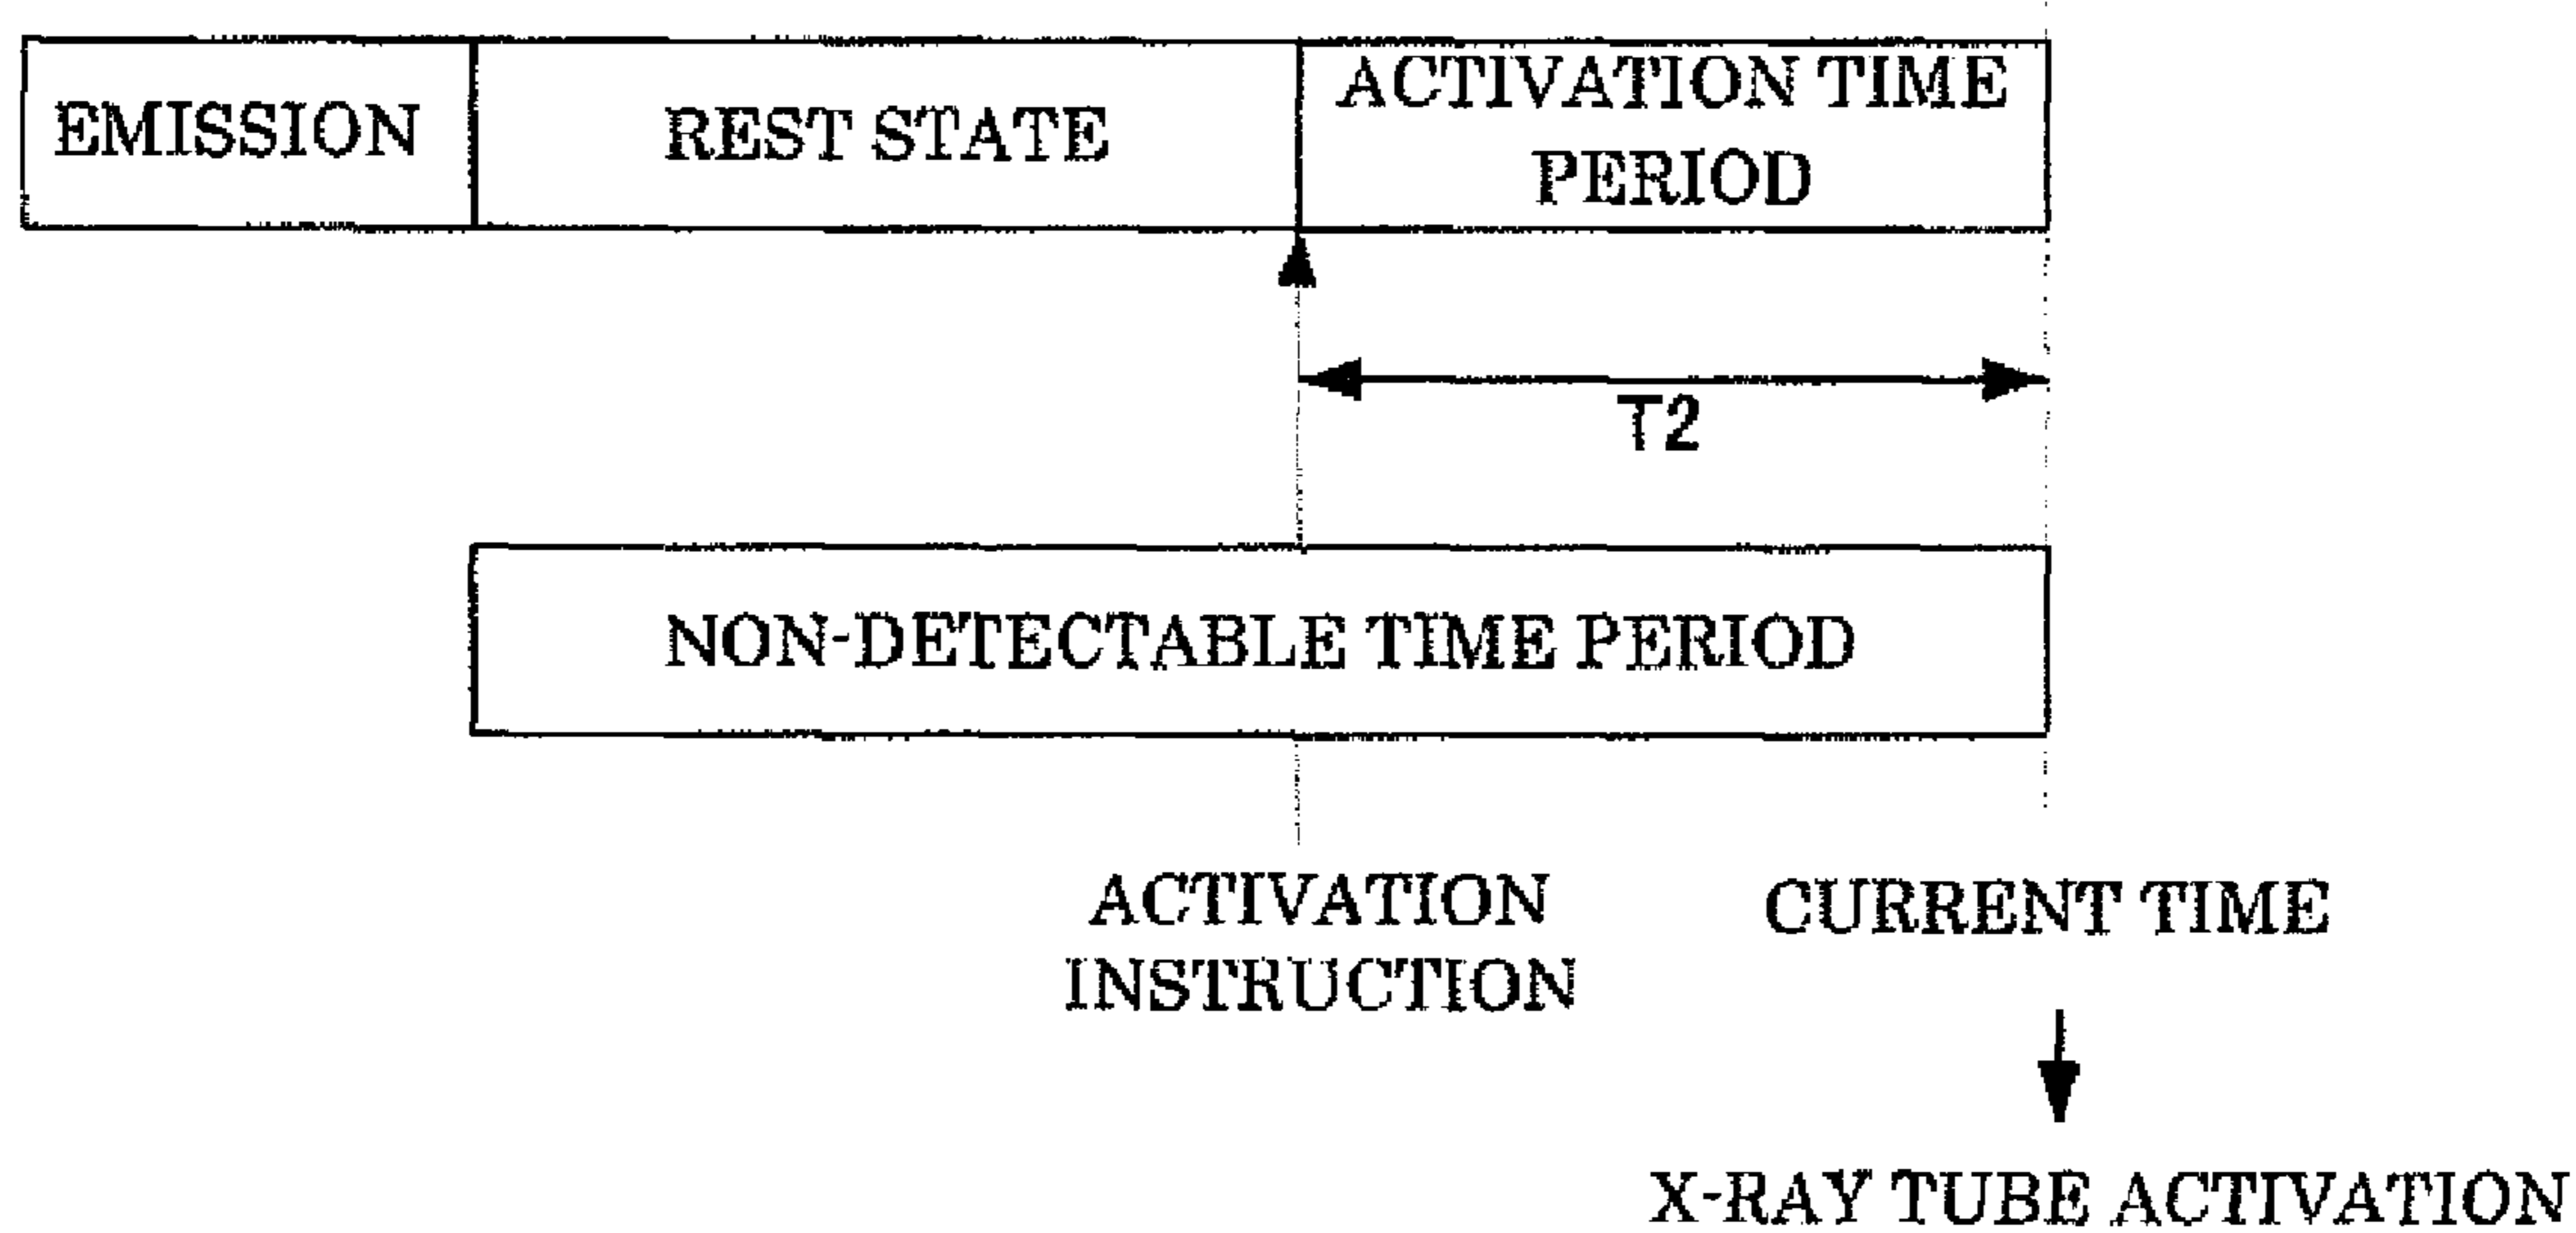 EMISSION
REST STATE
ACTIVATION TIME
PERIOD
T2
NON-DETECTABLE TIME PERIOD
ACTIVATION
INSTRUCTION
CURRENT TIME
X-RAY TUBE ACTIVATION